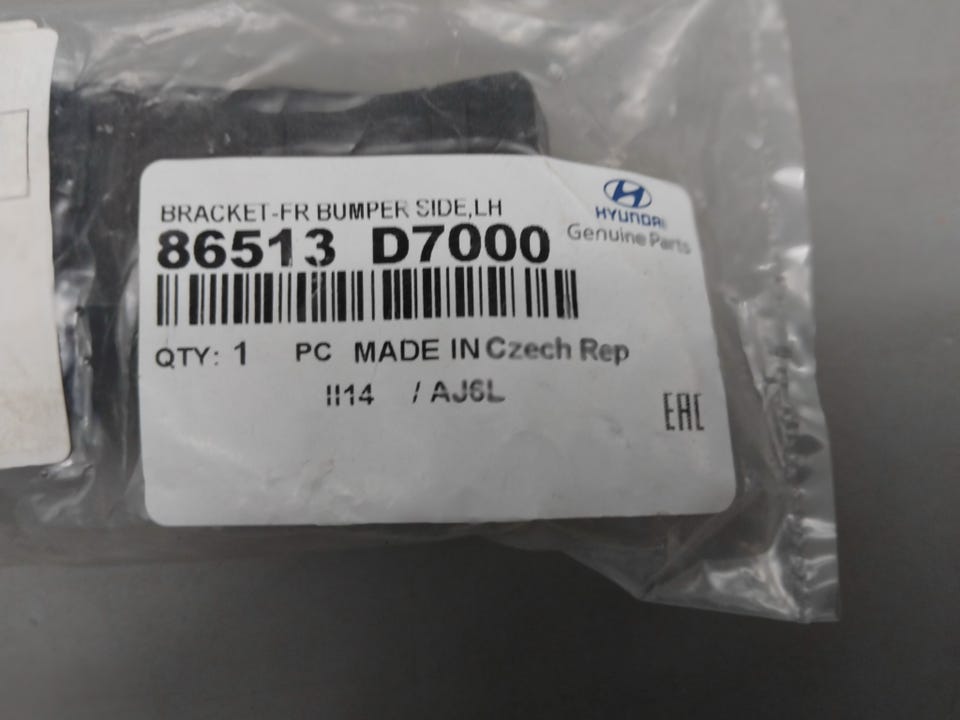 BRACKET-FR BUMPER SIDE,LH
HYUNDAI
Genuine Parts
86513 D7000
QTY: 1 PC MADE IN Czech Rep
/ AJ6L
EAC